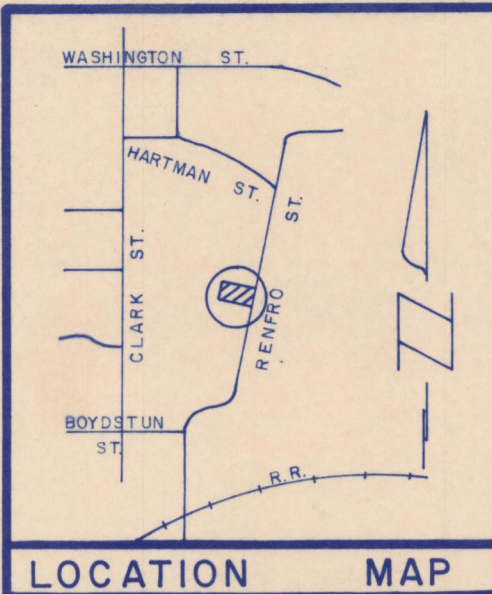 WASHINGTON ST.
HARTMAN ST.
ST.
RENFRO
CLARK ST.
BOYDSTUN
ST.
R.R.
N
LOCATION MAP